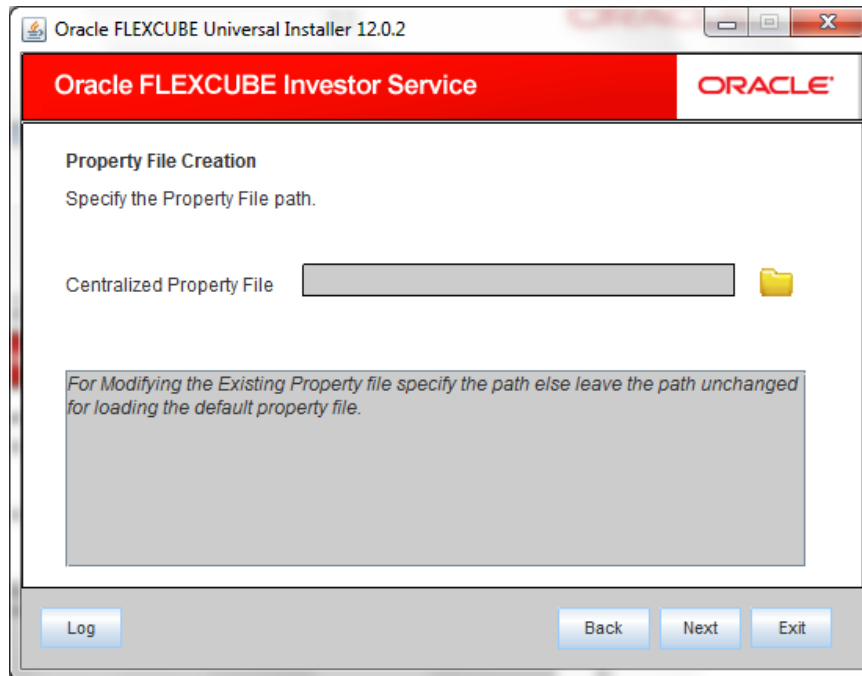 Oracle FLEXCUBE Universal Installer 12.0.2
Oracle FLEXCUBE Investor Service
ORACLE
Property File Creation
Specify the Property File path.
Centralized Property File
For Modifying the Existing Property file specify the path else leave the path unchanged
for loading the default property file.
Log
Back
Next
Exit